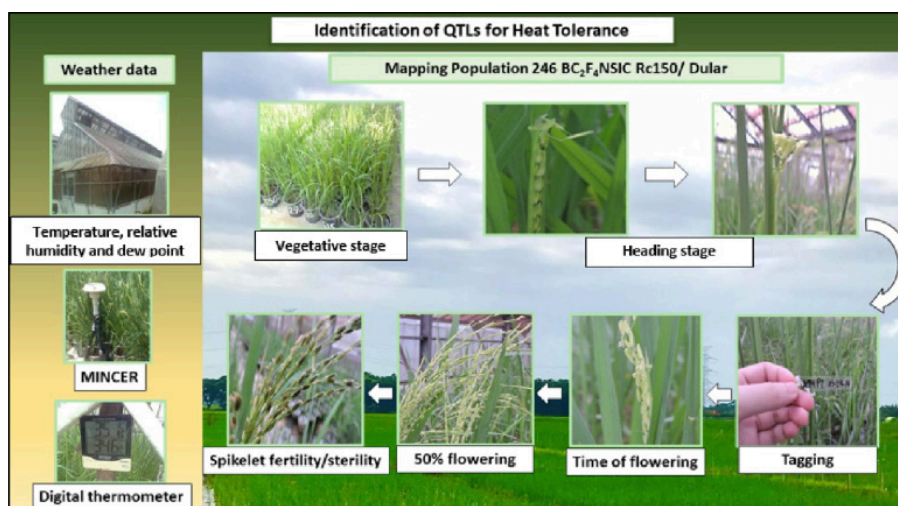 Identification of QTLs for Heat Tolerance
Weather data
Temperature, relative
humidity and dew point
MINCER
Digital thermometer
Mapping Population 246 BC₂F₄NSIC Rc150/ Dular
Vegetative stage
Heading stage
Tagging
Time of flowering
50% flowering
Spikelet fertility/sterility